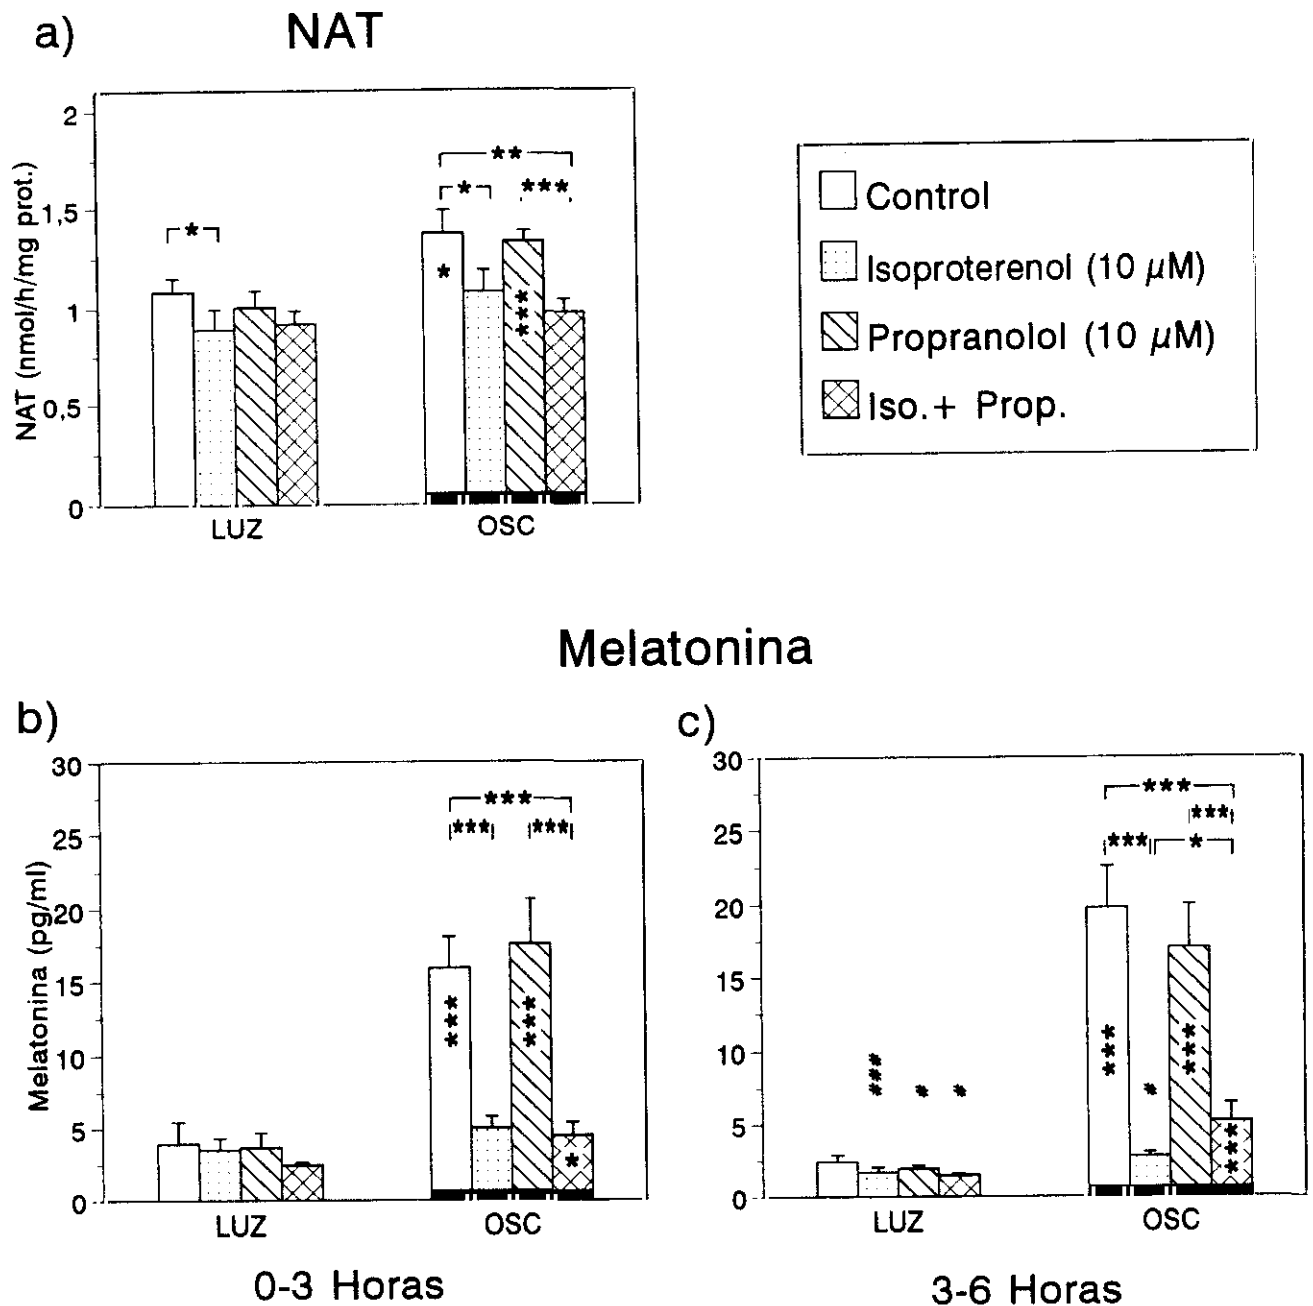 a)
NAT
NAT (nmol/h/mg prot.)
2
1,5
1
0,5
0
*
**
*
***
*
***
LUZ
OSC
Control
Isoproterenol (10 µM)
Propranolol (10 µM)
Iso.+ Prop.
Melatonina
b)
Melatonina (pg/ml)
30
25
20
15
10
5
0
***
***
***
***
***
*
LUZ
OSC
0-3 Horas
c)
30
25
20
15
10
5
0
***
***
***
*
***
***
###
#
#
#
***
LUZ
OSC
3-6 Horas